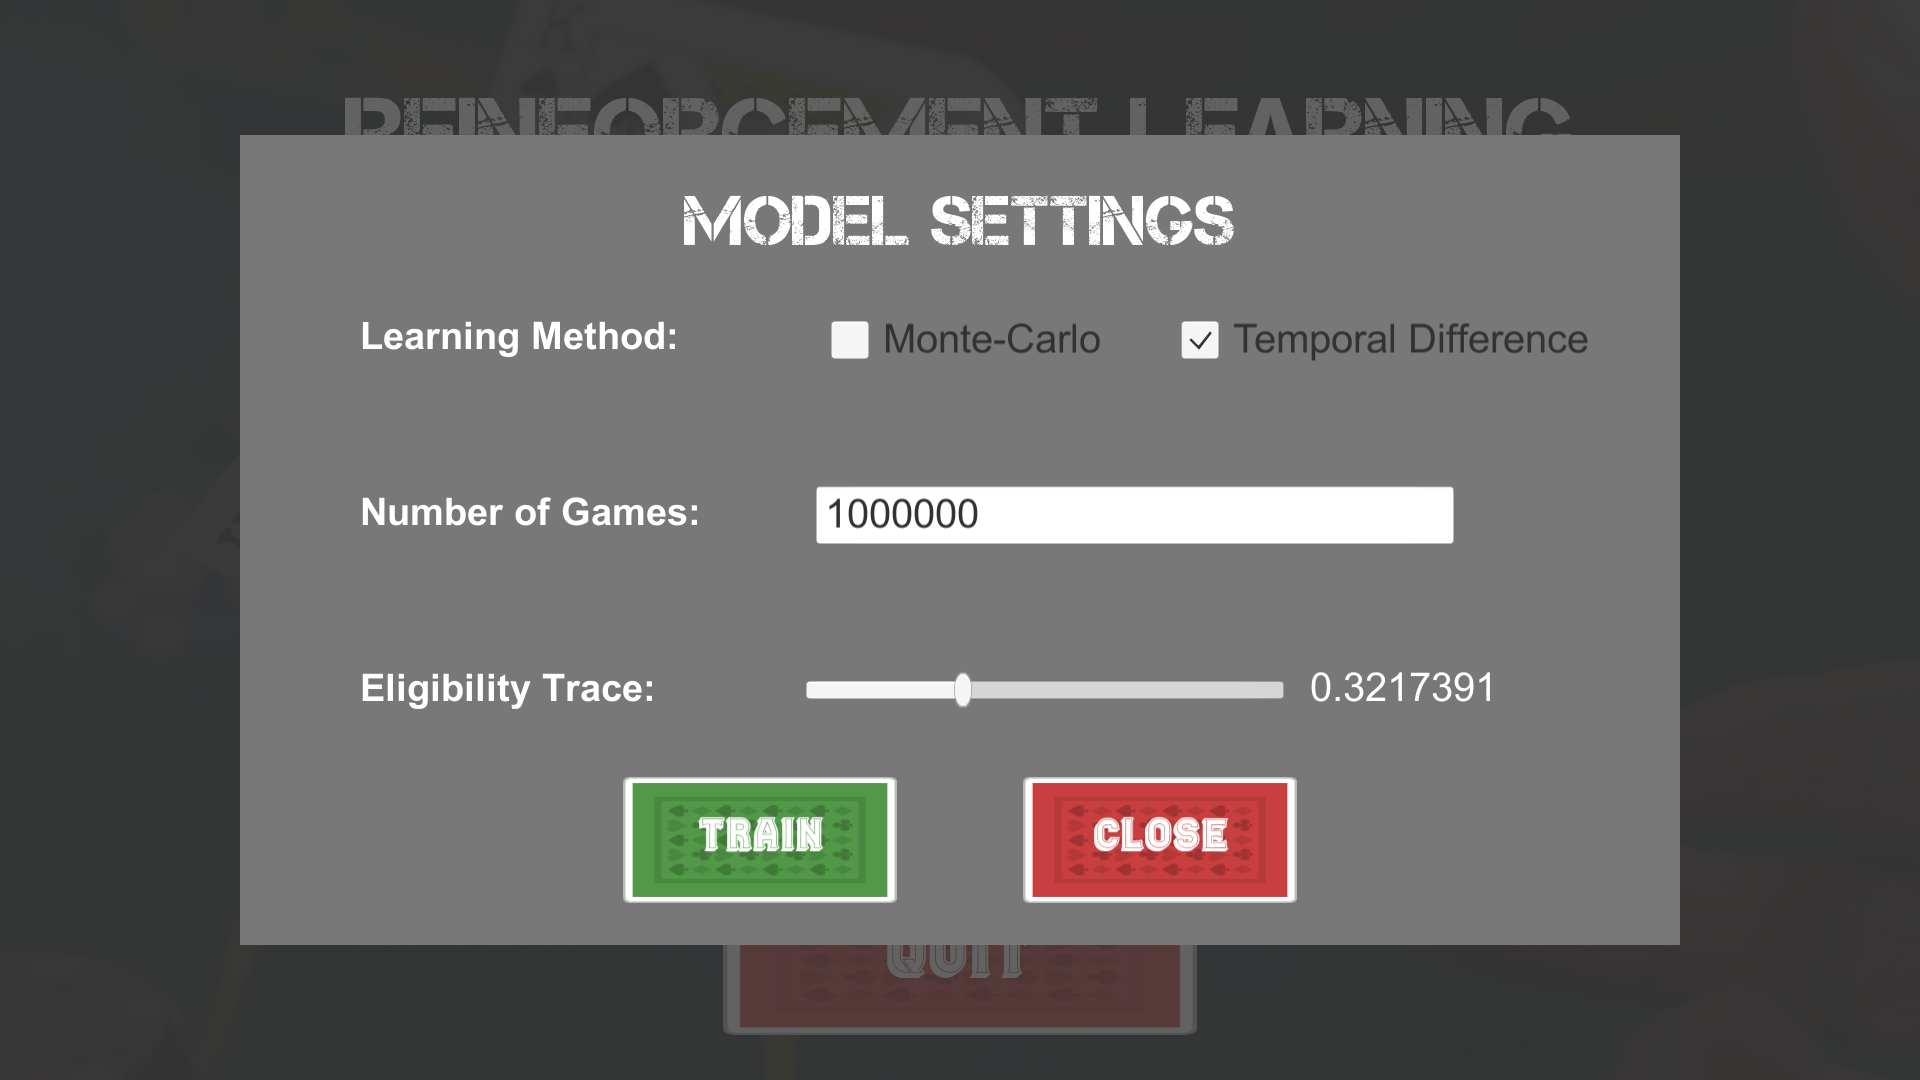 REINFORCEMENT LEARNING
MODEL SETTINGS
Learning Method: Monte-Carlo Temporal Difference
Number of Games: 1000000
Eligibility Trace: 0.3217391
TRAIN CLOSE
QUIT